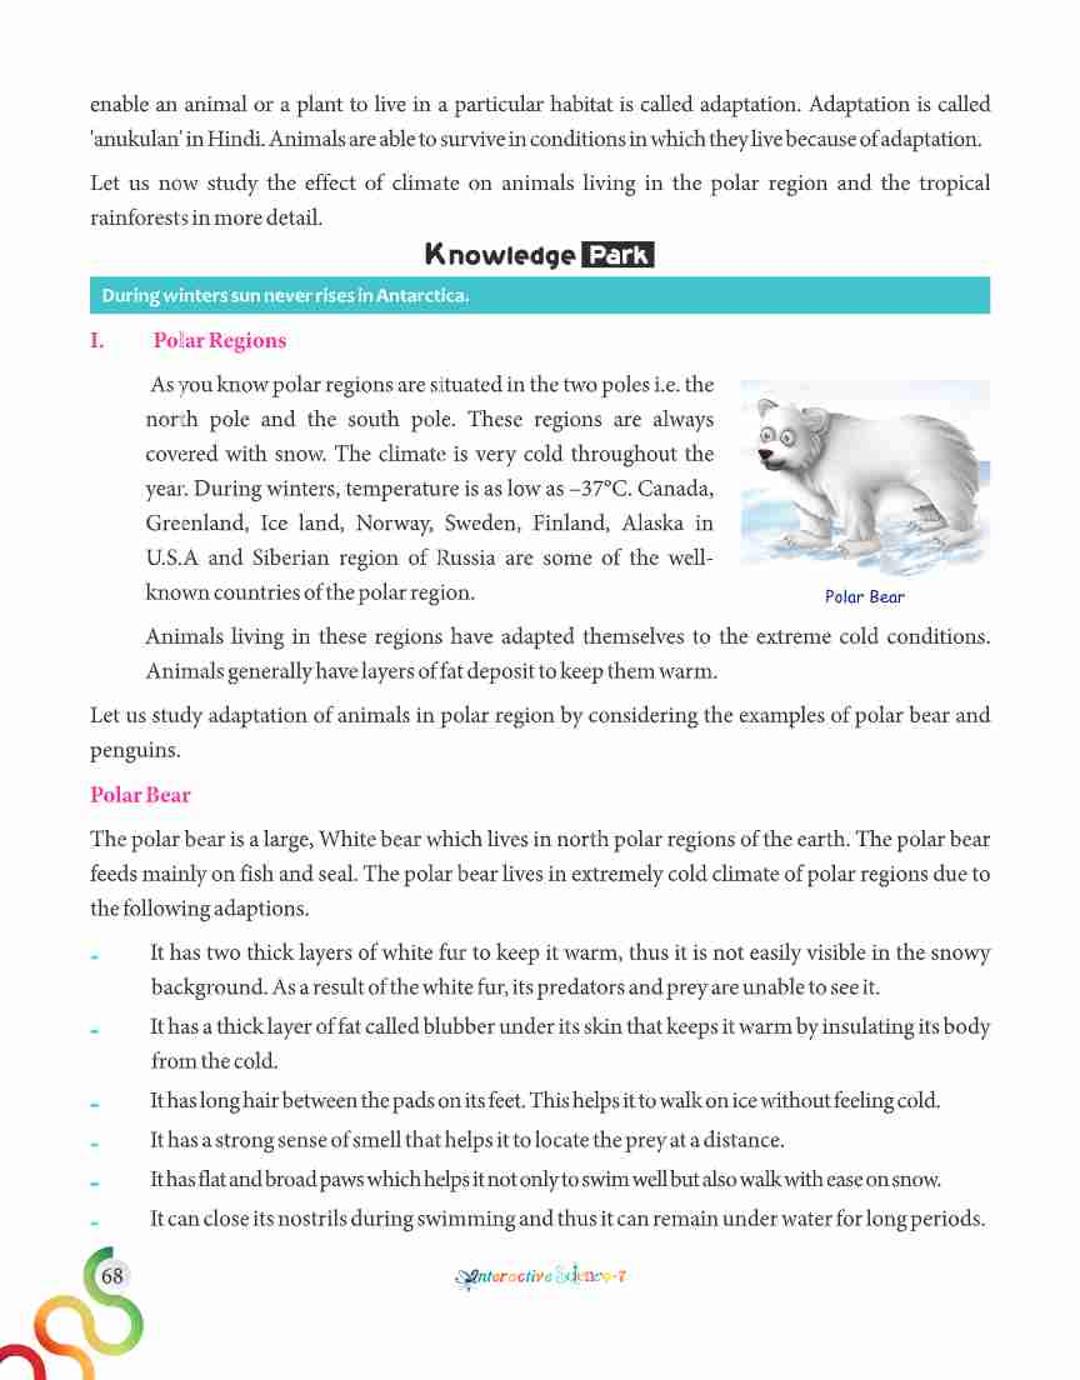 enable an animal or a plant to live in a particular habitat is called adaptation. Adaptation is called
'anukulan' in Hindi. Animals are able to survive in conditions in which they live because of adaptation.
Let us now study the effect of climate on animals living in the polar region and the tropical
rainforests in more detail.
Knowledge Park
During winters sun never rises in Antarctica.
I. Polar Regions
As you know polar regions are situated in the two poles i.e. the
north pole and the south pole. These regions are always
covered with snow. The climate is very cold throughout the
year. During winters, temperature is as low as –37°C. Canada,
Greenland, Ice land, Norway, Sweden, Finland, Alaska in
U.S.A and Siberian region of Russia are some of the well-
known countries of the polar region.
Polar Bear
Animals living in these regions have adapted themselves to the extreme cold conditions.
Animals generally have layers of fat deposit to keep them warm.
Let us study adaptation of animals in polar region by considering the examples of polar bear and
penguins.
Polar Bear
The polar bear is a large, White bear which lives in north polar regions of the earth. The polar bear
feeds mainly on fish and seal. The polar bear lives in extremely cold climate of polar regions due to
the following adaptions.
- It has two thick layers of white fur to keep it warm, thus it is not easily visible in the snowy
background. As a result of the white fur, its predators and prey are unable to see it.
- It has a thick layer of fat called blubber under its skin that keeps it warm by insulating its body
from the cold.
- It has long hair between the pads on its feet. This helps it to walk on ice without feeling cold.
- It has a strong sense of smell that helps it to locate the prey at a distance.
- It has flat and broad paws which helps it not only to swim well but also walk with ease on snow.
- It can close its nostrils during swimming and thus it can remain under water for long periods.
68
Interactive Science-7